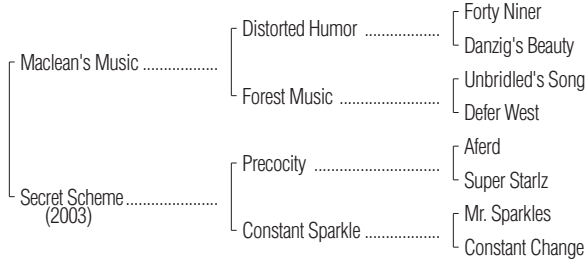 Forty Niner
Distorted Humor ..................
Danzig's Beauty
Maclean's Music ..................
Unbridled's Song
Forest Music ........................
Defer West
Aferd
Precocity ..............................
Super Starlz
Secret Scheme......................
(2003)
Mr. Sparkles
Constant Sparkle ..................
Constant Change